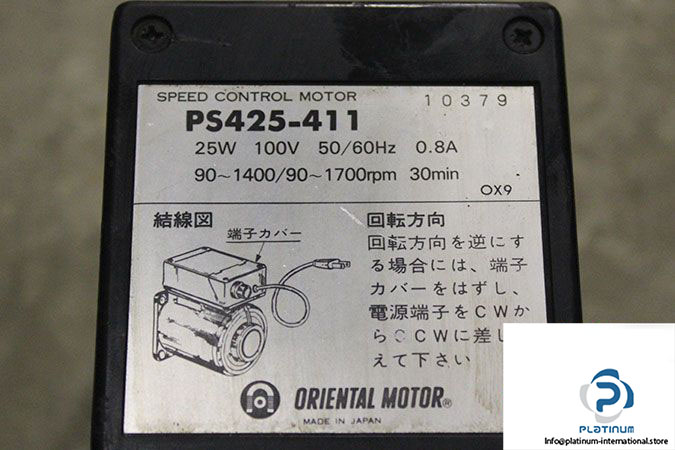 SPEED CONTROL MOTOR 10379
PS425-411
25W 100V 50/60Hz 0.8A
90~1400/90~1700rpm 30min
OX9
結線図
端子カバー
回転方向
回転方向を逆にす
る場合には、端子
カバーをはずし、
電源端子をCWか
らCCWに差し
えて下さい
ORIENTAL MOTOR®
MADE IN JAPAN
PLATINUM
Info@platinum-international.store